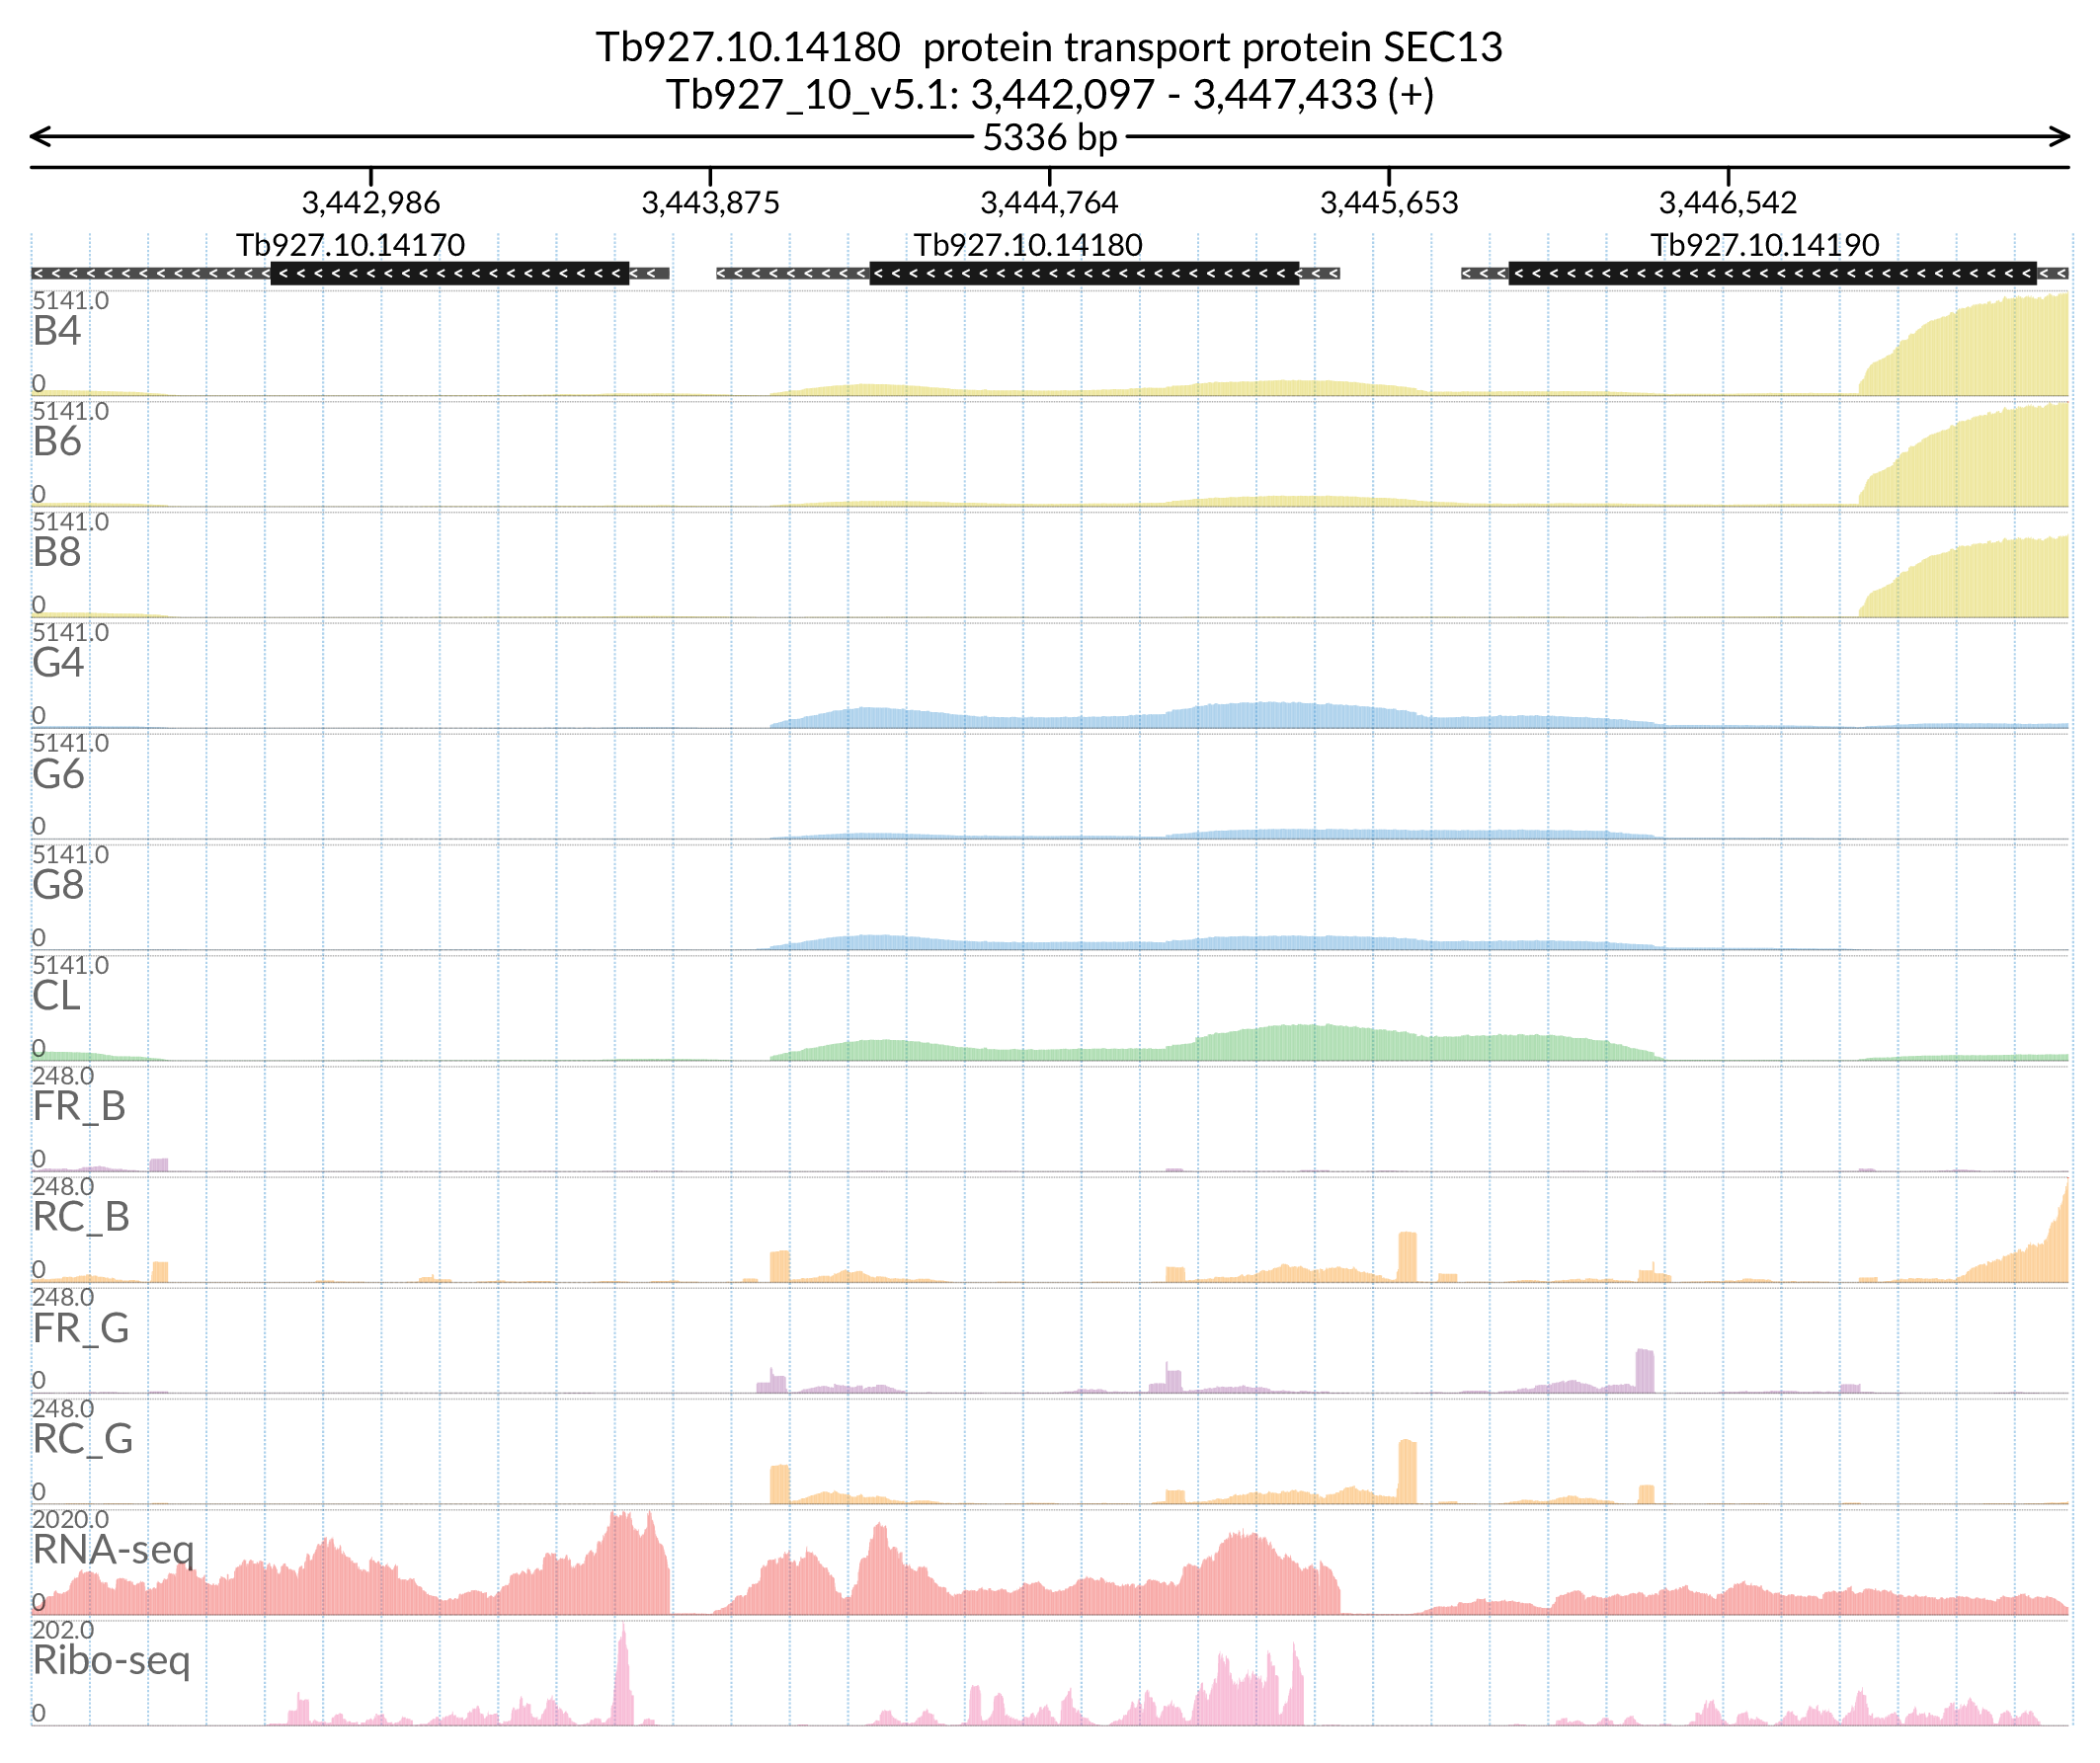 Tb927.10.14180 protein transport protein SEC13
Tb927_10_v5.1: 3,442,097 - 3,447,433 (+)
5336 bp
3,442,986 3,443,875 3,444,764 3,445,653 3,446,542
Tb927.10.14170 Tb927.10.14180 Tb927.10.14190
5141.0
B4
0
5141.0
B6
0
5141.0
B8
0
5141.0
G4
0
5141.0
G6
0
5141.0
G8
0
5141.0
CL
0
248.0
FR_B
0
248.0
RC_B
0
248.0
FR_G
0
248.0
RC_G
0
2020.0
RNA-seq
0
202.0
Ribo-seq
0